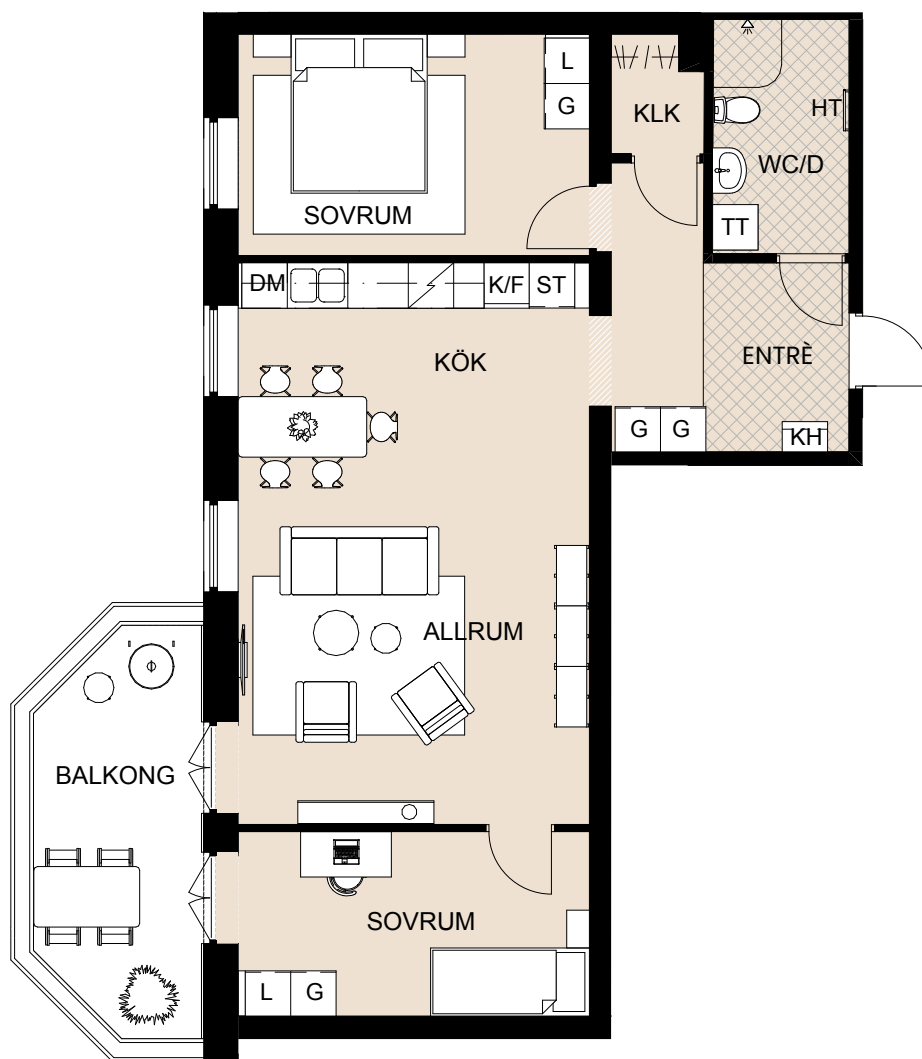 L
G
KLK
HT
WC/D
SOVRUM
TT
DM
K/F
ST
KÖK
ENTRÈ
G
G
KH
ALLRUM
BALKONG
SOVRUM
L
G